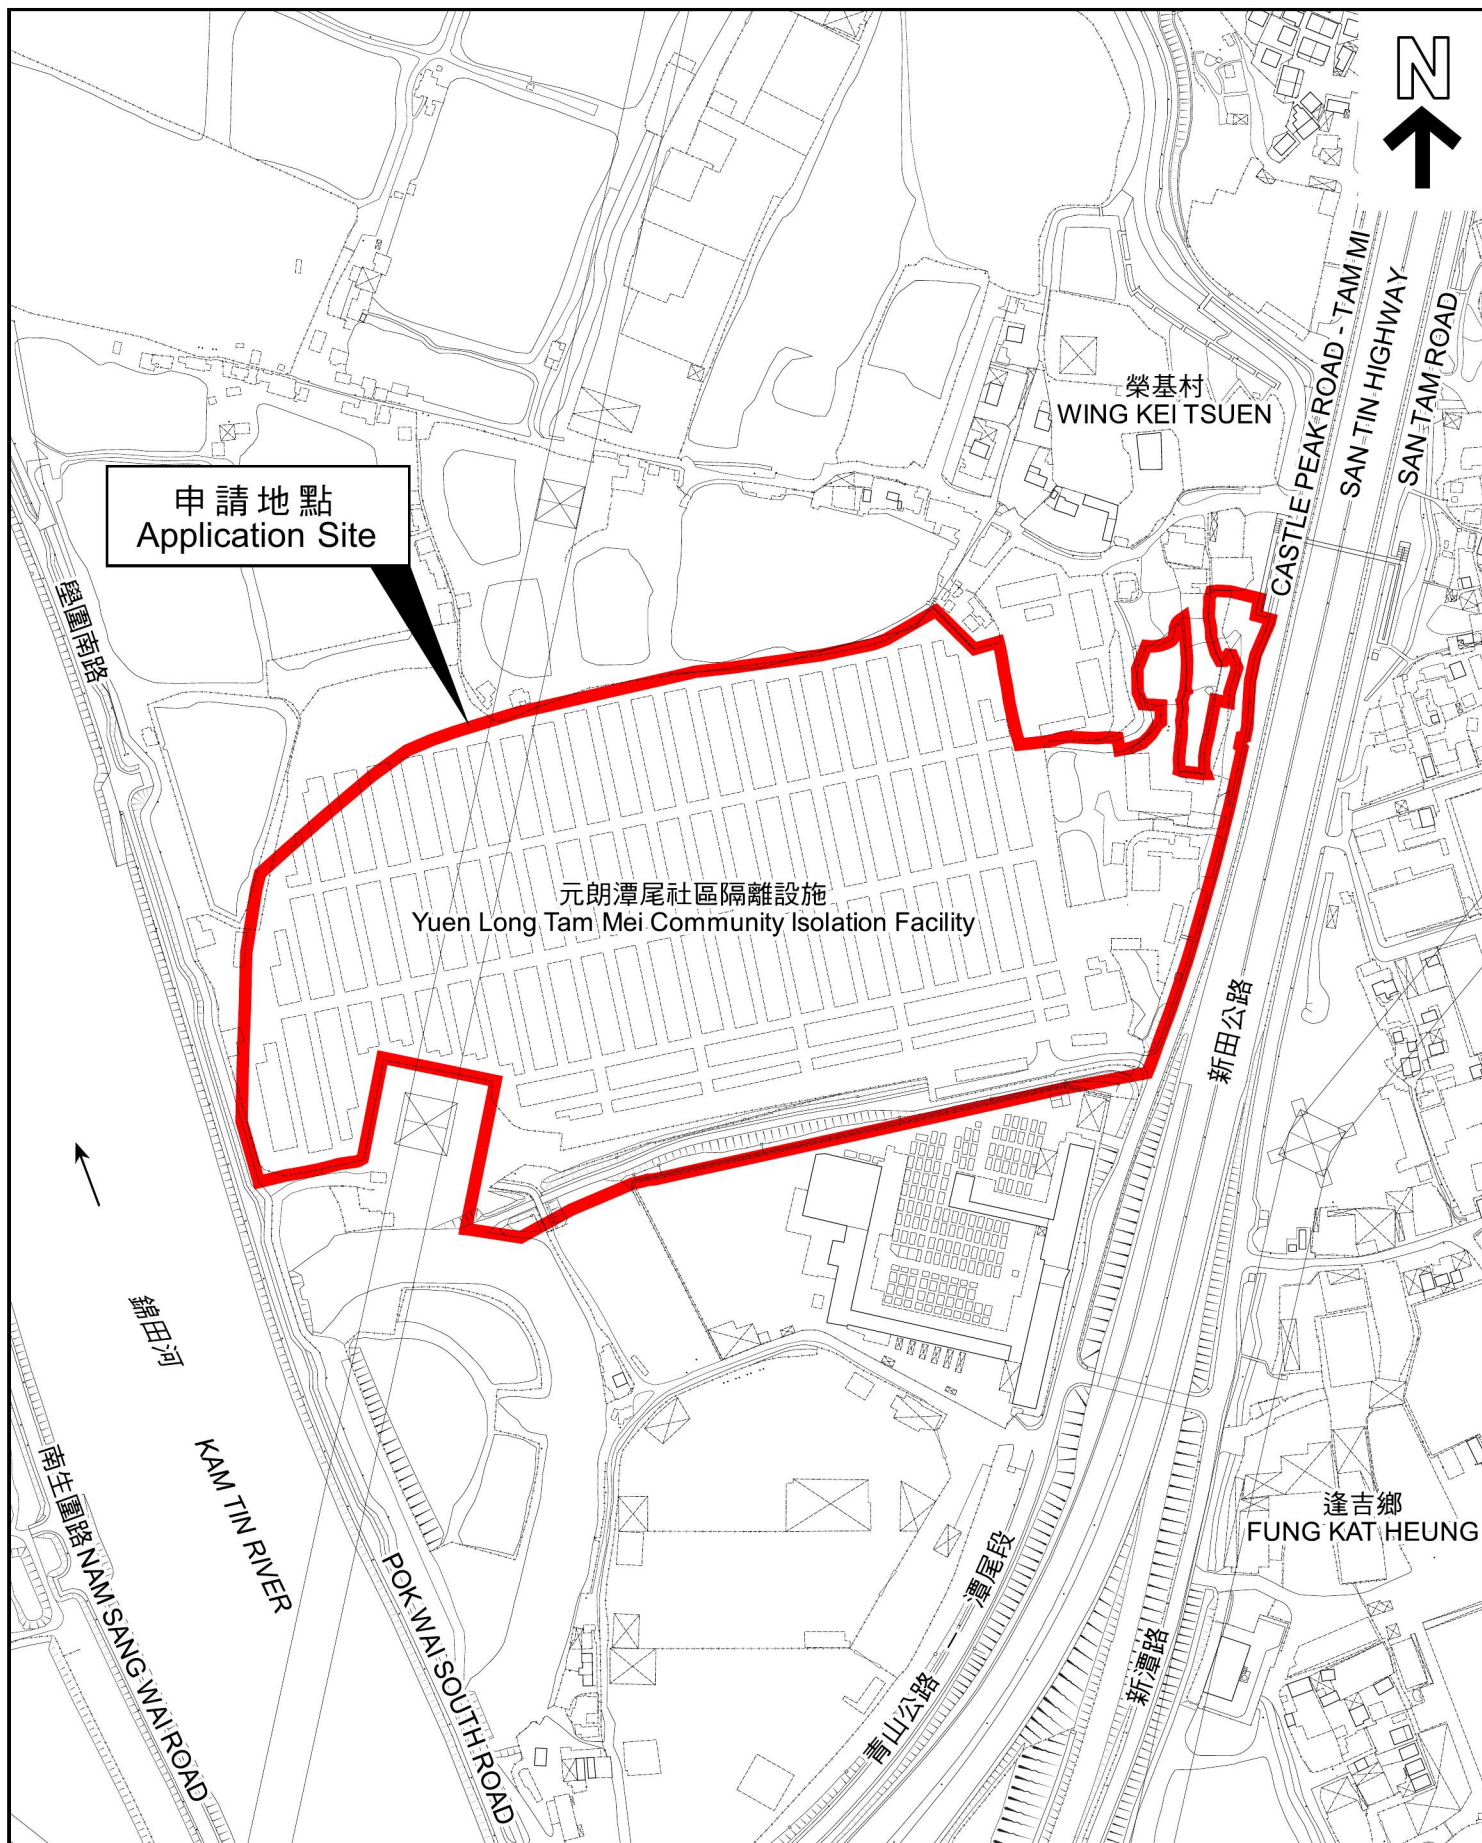 N
CASTLE PEAK ROAD - TAM MI
SAN TIN HIGHWAY
SAN TAM ROAD
榮基村
WING KEI TSUEN
申請地點
Application Site
壆圍南路
元朗潭尾社區隔離設施
Yuen Long Tam Mei Community Isolation Facility
新田公路
錦田河
KAM TIN RIVER
南生圍路 NAM SANG WAI ROAD
POK WAI SOUTH ROAD
逢吉鄉
FUNG KAT HEUNG
青山公路 - 潭尾段
新潭路